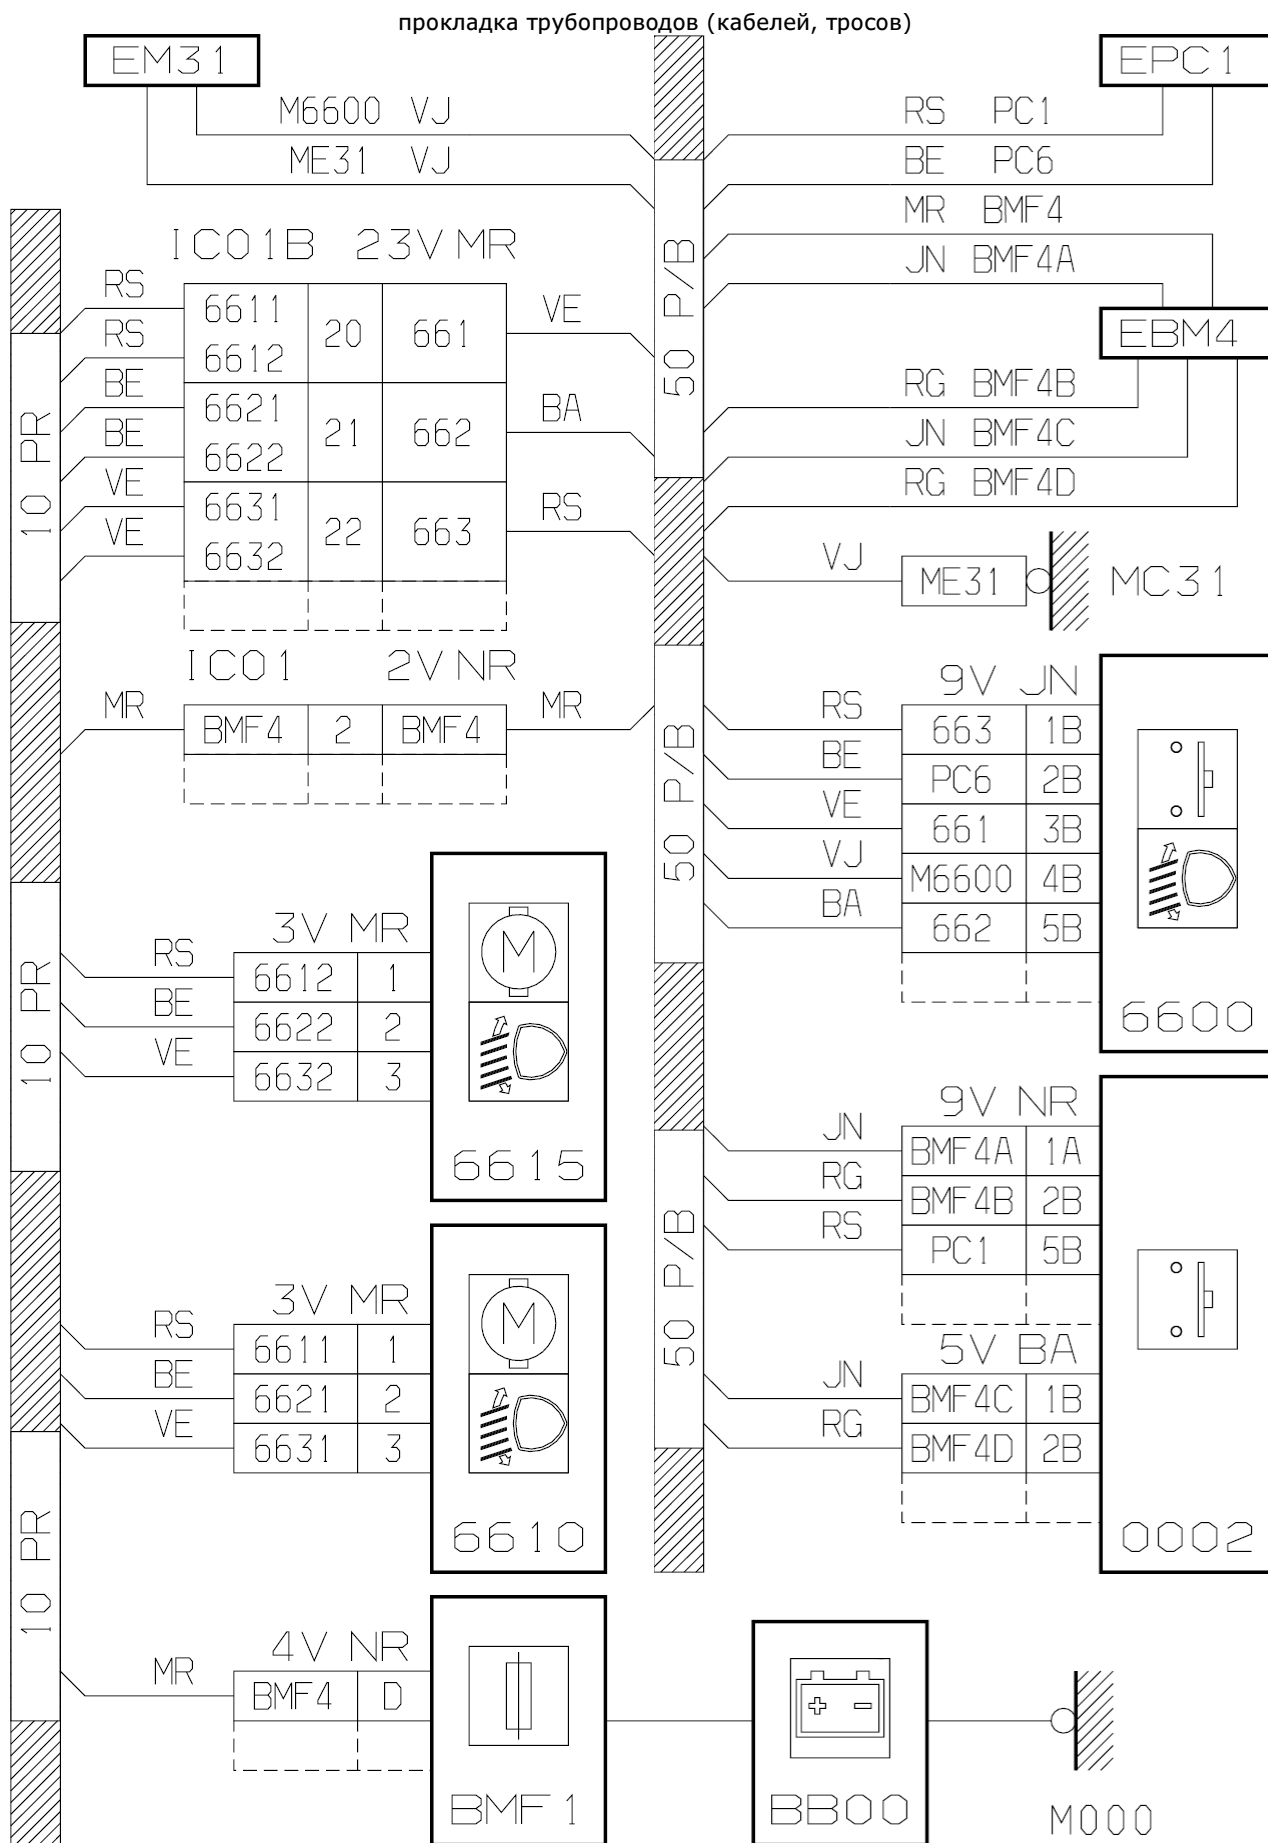 прокладка трубопроводов (кабелей, тросов)
EM31
M6600 VJ
ME31 VJ
EPC1
RS PC1
BE PC6
MR BMF4
JN BMF4A
EBM4
RG BMF4B
JN BMF4C
RG BMF4D
50 P/B
IC01B 23V MR
RS 6611 20 661 VE
RS 6612
BE 6621 21 662 BA
BE 6622
VE 6631 22 663 RS
VE 6632
10 PR
VJ ME31 MC31
IC01 2V NR
MR BMF4 2 BMF4 MR
50 P/B
9V JN
RS 663 1B
BE PC6 2B
VE 661 3B
VJ M6600 4B
BA 662 5B
6600
3V MR
M
RS 6612 1
BE 6622 2
VE 6632 3
6615
10 PR
9V NR
JN BMF4A 1A
RG BMF4B 2B
RS PC1 5B
5V BA
JN BMF4C 1B
RG BMF4D 2B
0002
50 P/B
3V MR
M
RS 6611 1
BE 6621 2
VE 6631 3
6610
10 PR
4V NR
MR BMF4 D
BMF1
+ −
BB00
M000